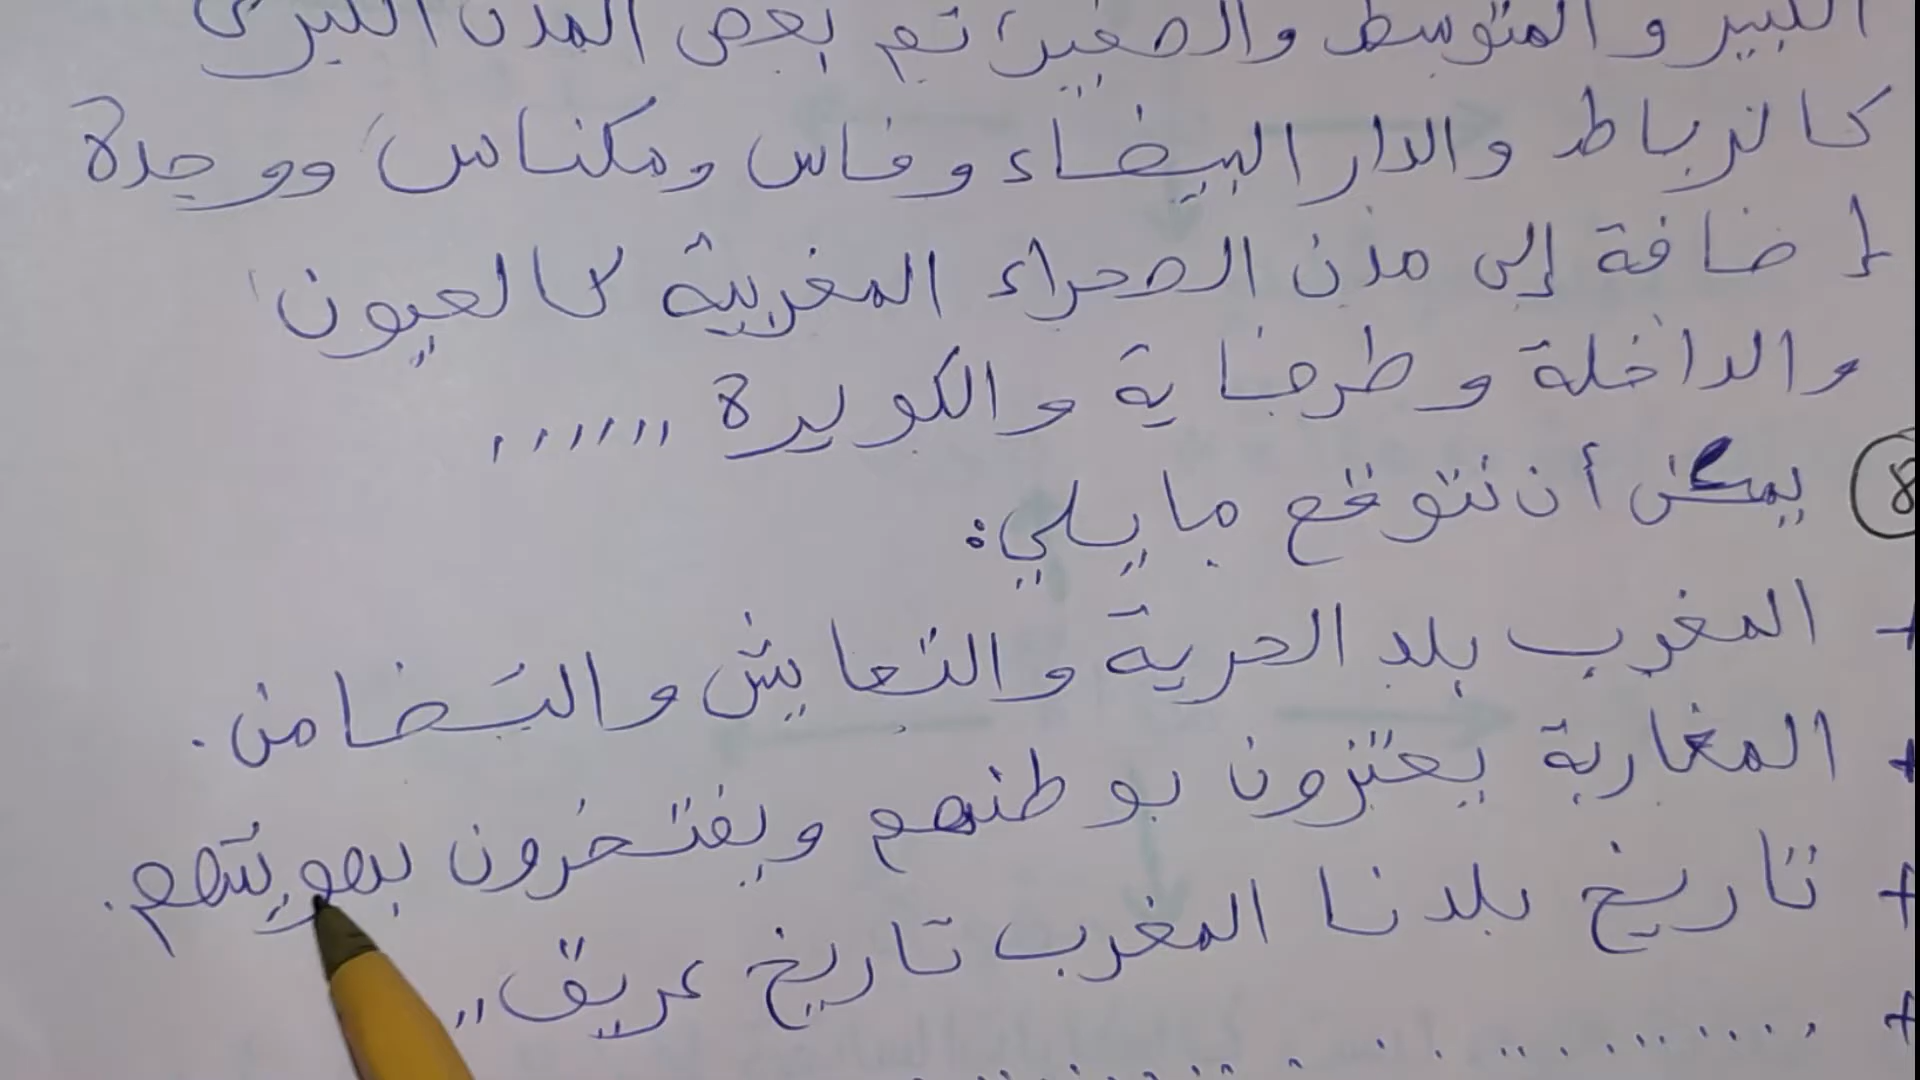 الكبير والمتوسط والصغير، ثم بعض المدن الكبرى
كالرباط والدار البيضاء وفاس ومكناس ووجدة
إضافة إلى مدن الصحراء المغربية كالعيون
والداخلة وطرفاية والكويرة ،،،،،،
8 يمكن أن نتوقع ما يلي:
+ المغرب بلد الحرية والتعايش والتضامن.
+ المغاربة يعتزون بوطنهم ويفتخرون بهويتهم.
+ تاريخ بلدنا المغرب تاريخ عريق,,
+ ............